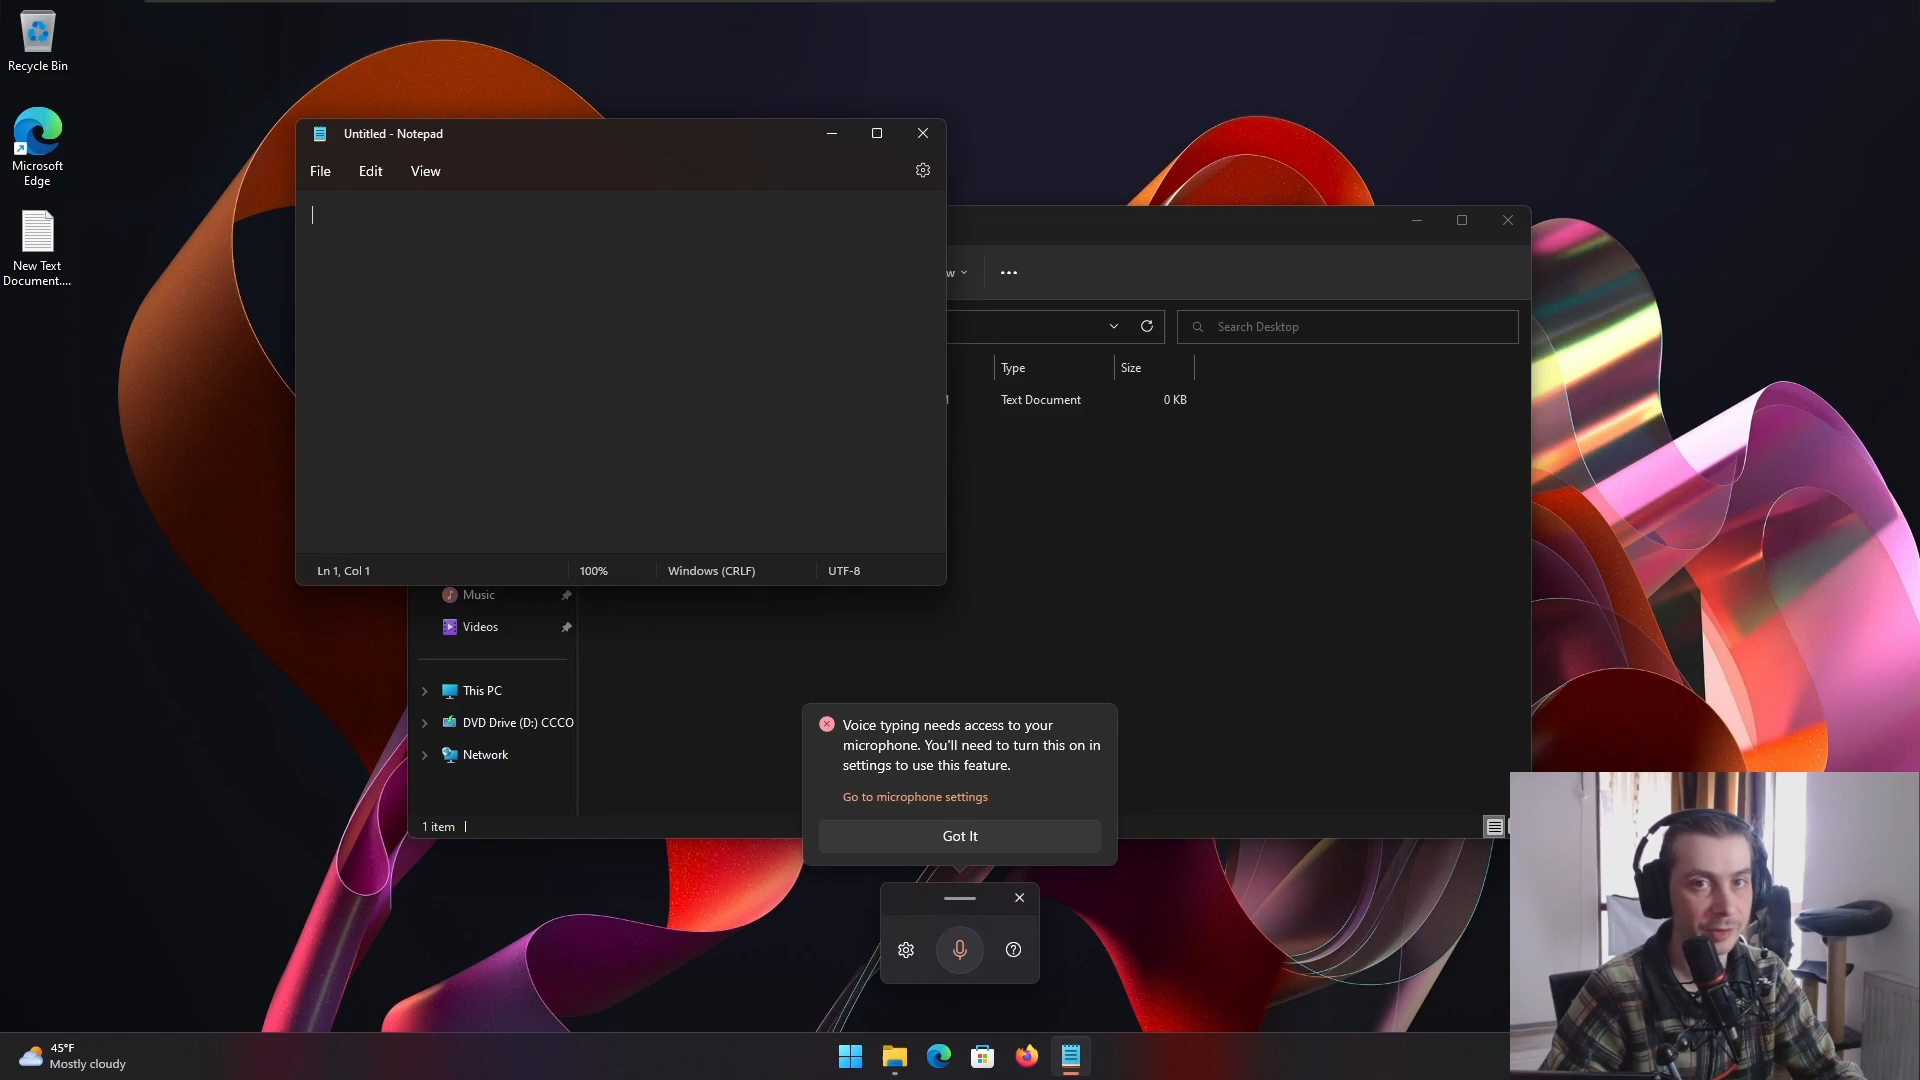 Recycle Bin
Microsoft
Edge
New Text
Document....
Untitled - Notepad
File Edit View
Ln 1, Col 1 100% Windows (CRLF) UTF-8
Search Desktop
Type Size
Text Document 0 KB
Music
Videos
This PC
DVD Drive (D:) CCCO
Network
1 item
Voice typing needs access to your
microphone. You'll need to turn this on in
settings to use this feature.
Go to microphone settings
Got It
45°F
Mostly cloudy